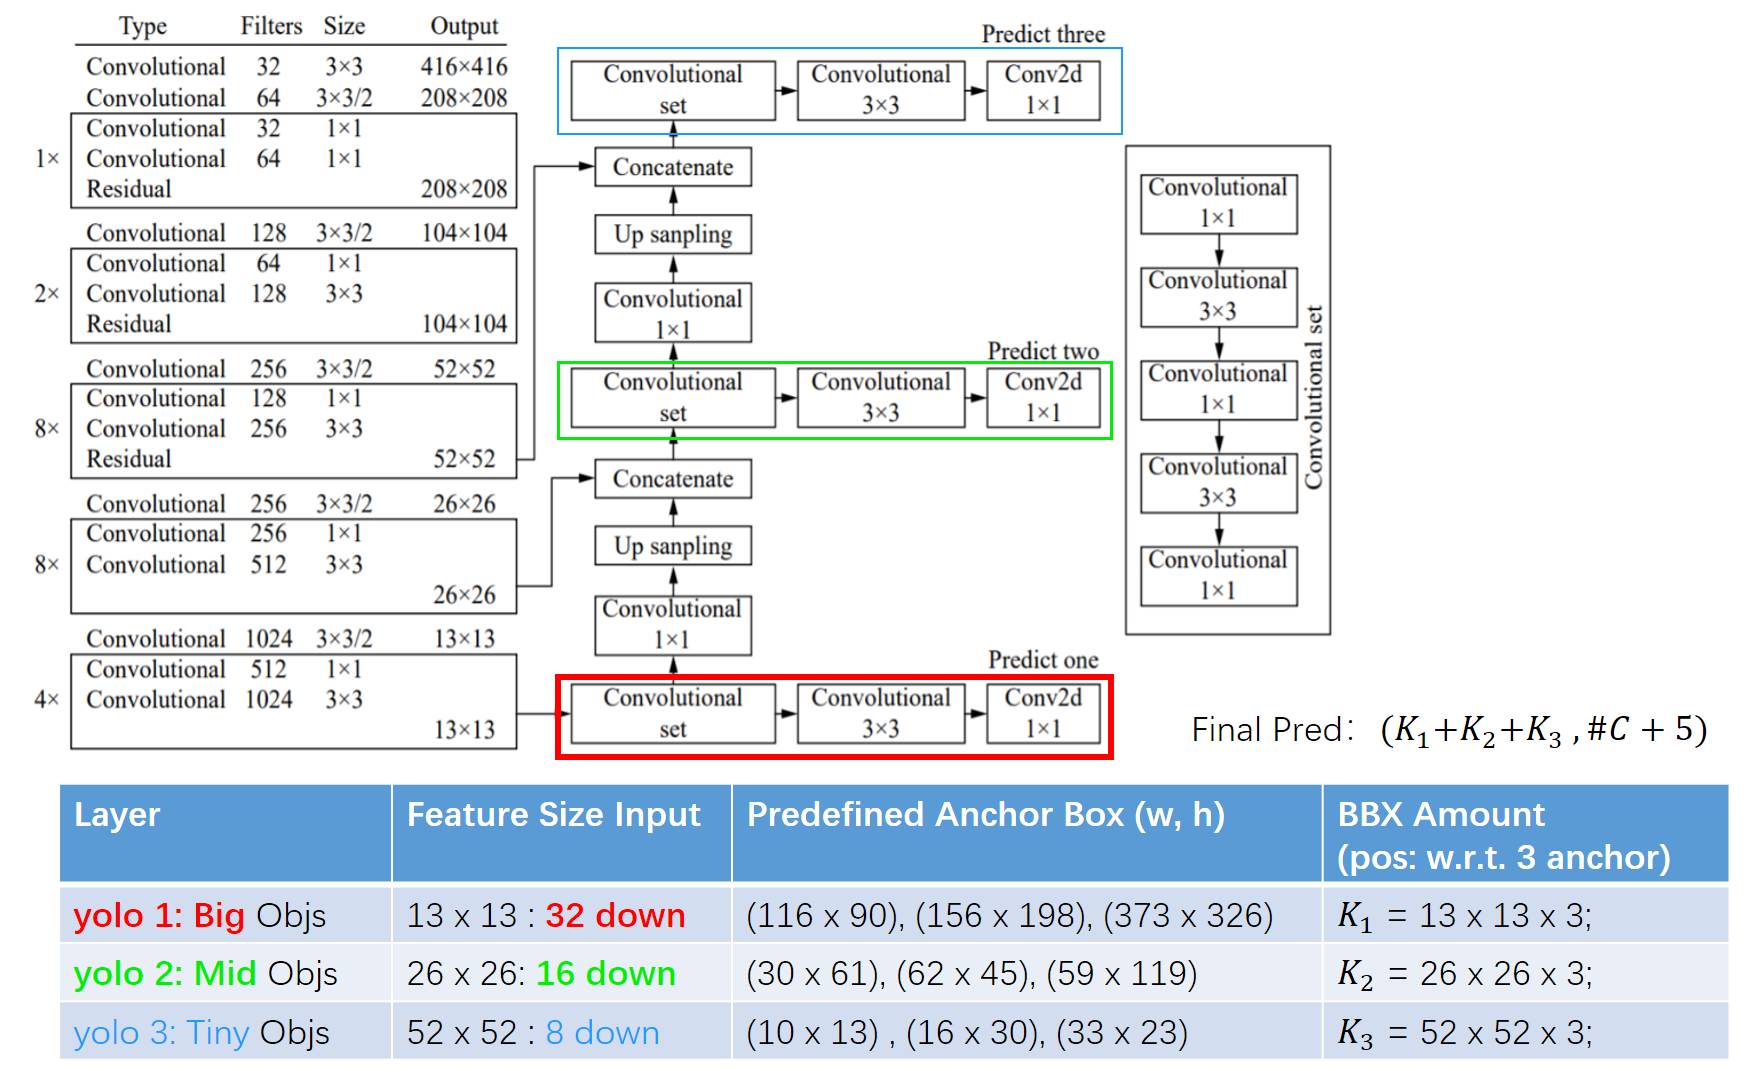 Type Filters Size Output
Convolutional 32 3×3 416×416
Convolutional 64 3×3/2 208×208
Convolutional 32 1×1
1× Convolutional 64 1×1
Residual 208×208
Convolutional 128 3×3/2 104×104
Convolutional 64 1×1
2× Convolutional 128 3×3
Residual 104×104
Convolutional 256 3×3/2 52×52
Convolutional 128 1×1
8× Convolutional 256 3×3
Residual 52×52
Convolutional 256 3×3/2 26×26
Convolutional 256 1×1
8× Convolutional 512 3×3
26×26
Convolutional 1024 3×3/2 13×13
Convolutional 512 1×1
4× Convolutional 1024 3×3
13×13
Predict three
Convolutional
set
Convolutional
3×3
Conv2d
1×1
Concatenate
Up sanpling
Convolutional
1×1
Predict two
Convolutional
set
Convolutional
3×3
Conv2d
1×1
Concatenate
Up sanpling
Convolutional
1×1
Predict one
Convolutional
set
Convolutional
3×3
Conv2d
1×1
Convolutional
1×1
Convolutional
3×3
Convolutional
1×1
Convolutional
3×3
Convolutional
1×1
Convolutional set
Final Pred: (K₁+K₂+K₃ , #C + 5)
Layer Feature Size Input Predefined Anchor Box (w, h) BBX Amount
(pos: w.r.t. 3 anchor)
yolo 1: Big Objs 13 x 13 : 32 down (116 x 90), (156 x 198), (373 x 326) K₁ = 13 x 13 x 3;
yolo 2: Mid Objs 26 x 26: 16 down (30 x 61), (62 x 45), (59 x 119) K₂ = 26 x 26 x 3;
yolo 3: Tiny Objs 52 x 52 : 8 down (10 x 13) , (16 x 30), (33 x 23) K₃ = 52 x 52 x 3;